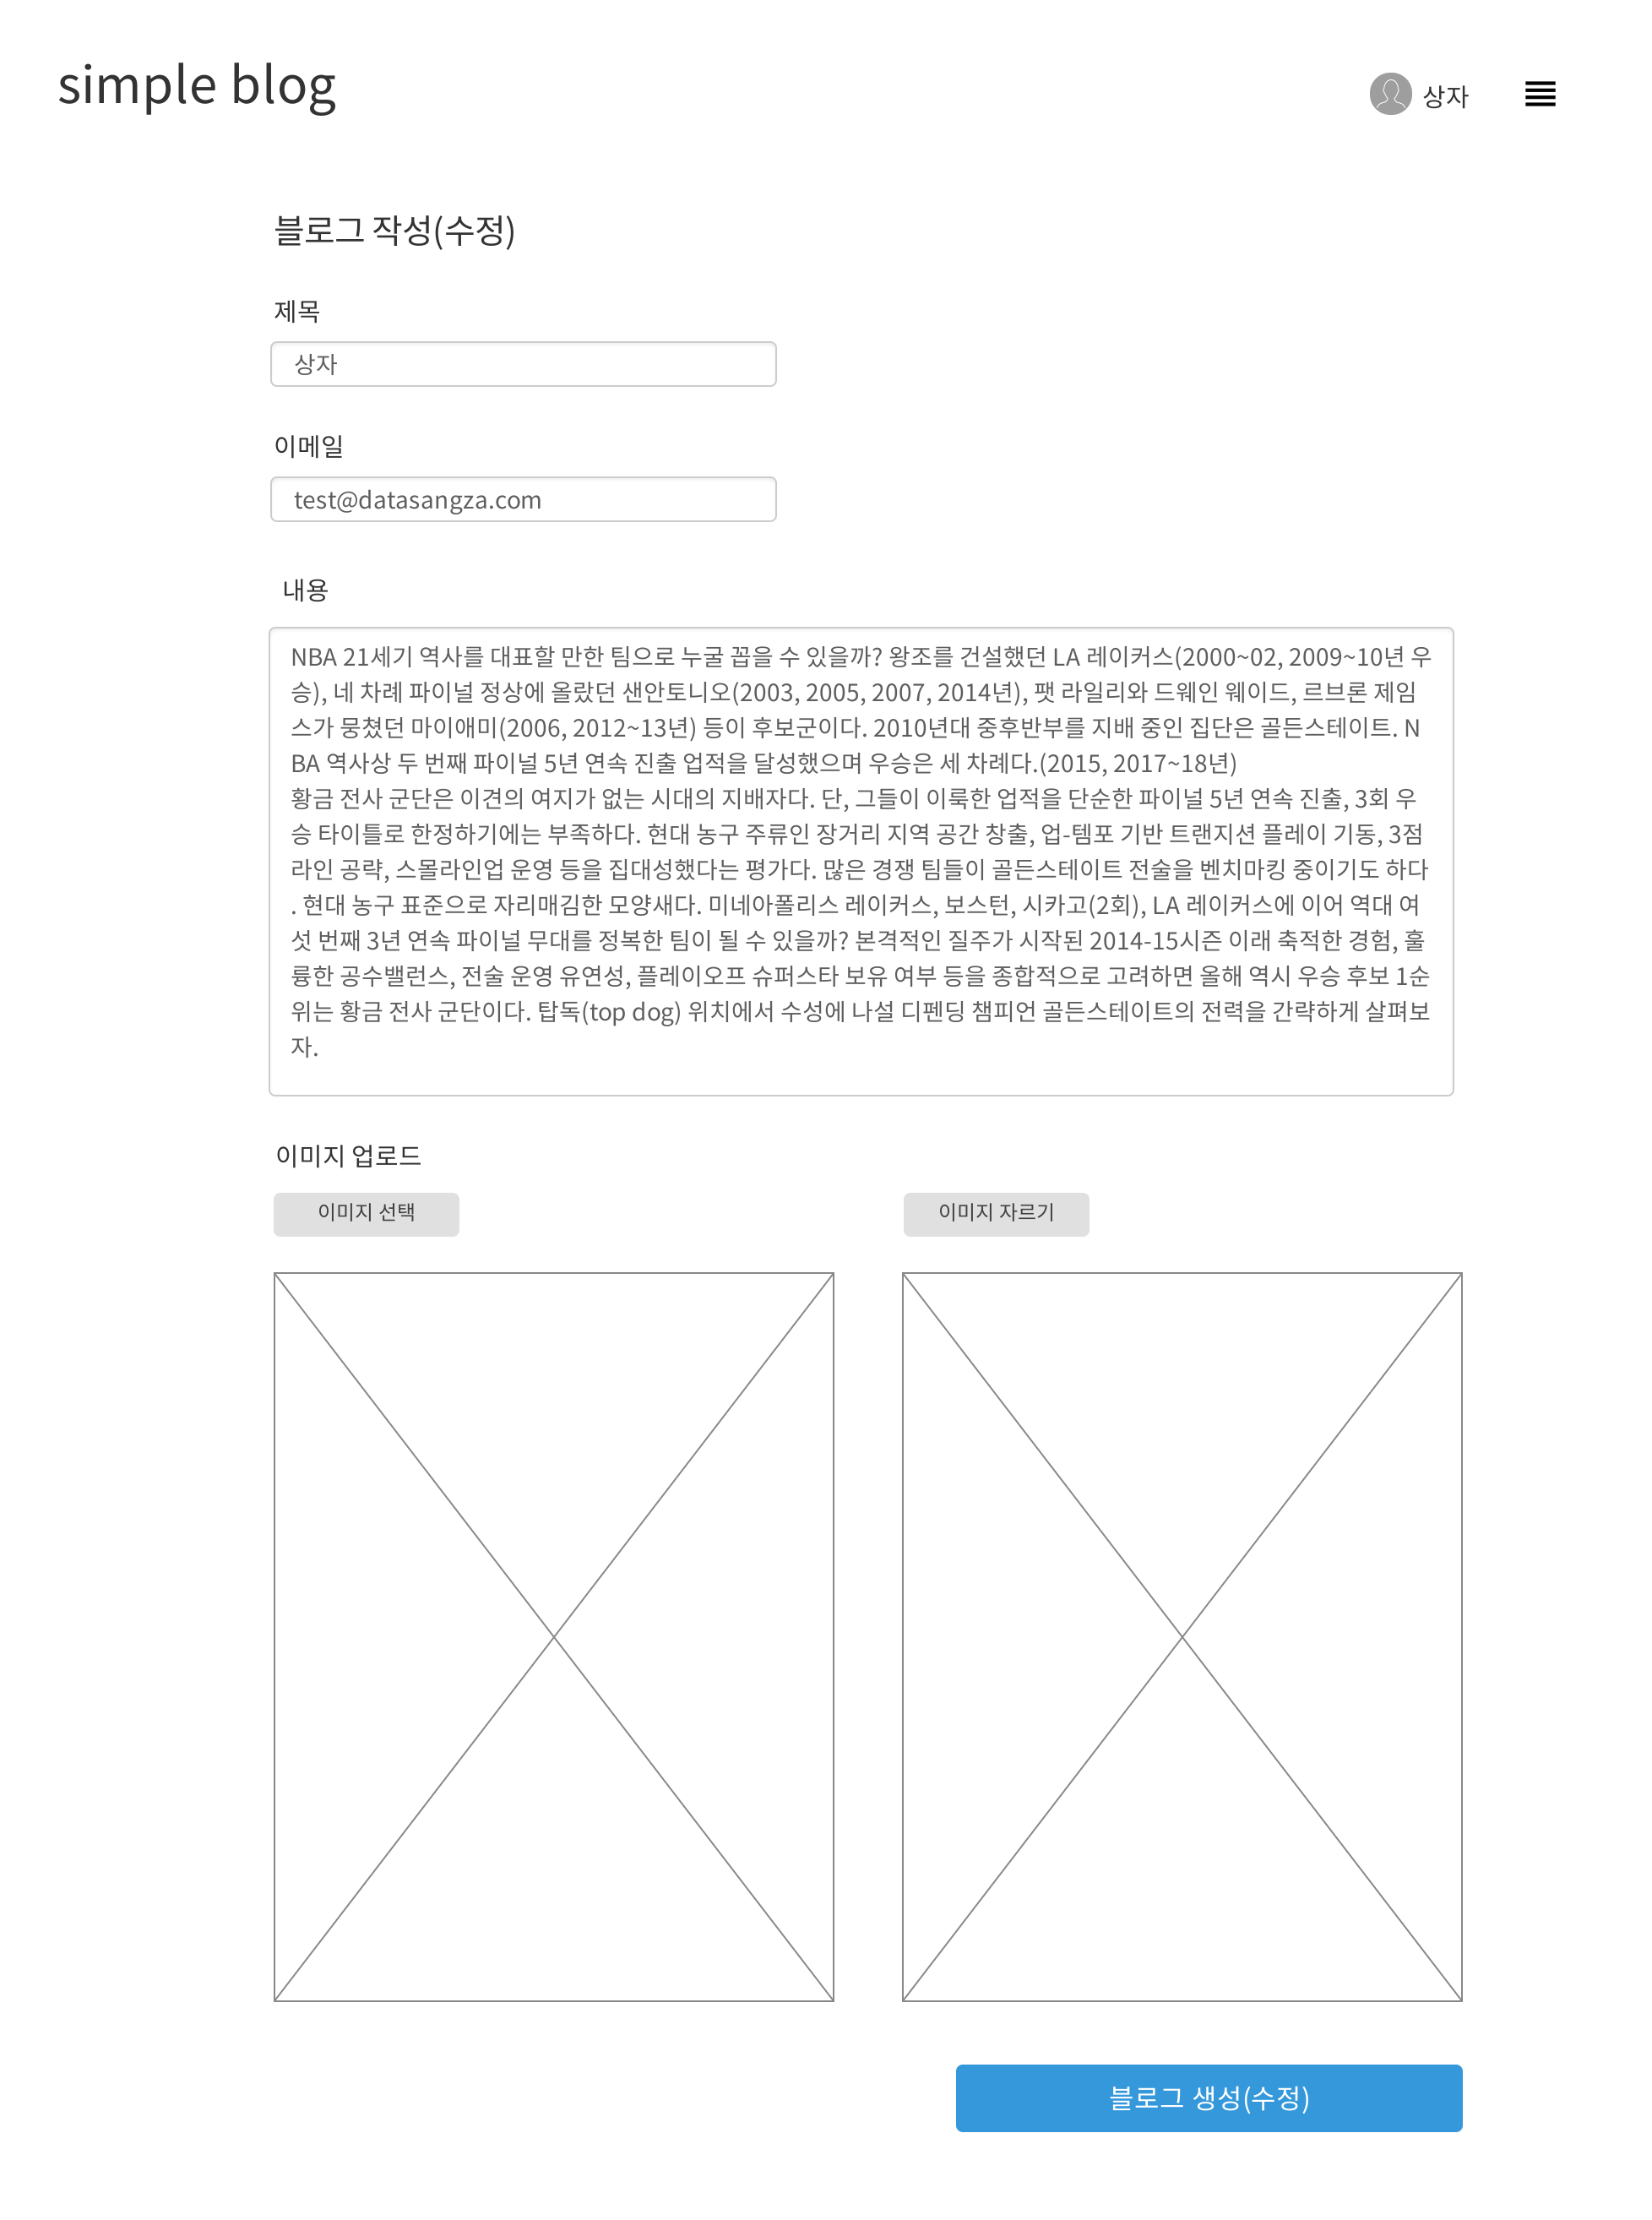 simple blog
상자
블로그 작성(수정)
제목
상자
이메일
test@datasangza.com
내용
NBA 21세기 역사를 대표할 만한 팀으로 누굴 꼽을 수 있을까? 왕조를 건설했던 LA 레이커스(2000~02, 2009~10년 우
승), 네 차례 파이널 정상에 올랐던 샌안토니오(2003, 2005, 2007, 2014년), 팻 라일리와 드웨인 웨이드, 르브론 제임
스가 뭉쳤던 마이애미(2006, 2012~13년) 등이 후보군이다. 2010년대 중후반부를 지배 중인 집단은 골든스테이트. N
BA 역사상 두 번째 파이널 5년 연속 진출 업적을 달성했으며 우승은 세 차례다.(2015, 2017~18년)
황금 전사 군단은 이견의 여지가 없는 시대의 지배자다. 단, 그들이 이룩한 업적을 단순한 파이널 5년 연속 진출, 3회 우
승 타이틀로 한정하기에는 부족하다. 현대 농구 주류인 장거리 지역 공간 창출, 업-템포 기반 트랜지션 플레이 기동, 3점
라인 공략, 스몰라인업 운영 등을 집대성했다는 평가다. 많은 경쟁 팀들이 골든스테이트 전술을 벤치마킹 중이기도 하다
. 현대 농구 표준으로 자리매김한 모양새다. 미네아폴리스 레이커스, 보스턴, 시카고(2회), LA 레이커스에 이어 역대 여
섯 번째 3년 연속 파이널 무대를 정복한 팀이 될 수 있을까? 본격적인 질주가 시작된 2014-15시즌 이래 축적한 경험, 훌
륭한 공수밸런스, 전술 운영 유연성, 플레이오프 슈퍼스타 보유 여부 등을 종합적으로 고려하면 올해 역시 우승 후보 1순
위는 황금 전사 군단이다. 탑독(top dog) 위치에서 수성에 나설 디펜딩 챔피언 골든스테이트의 전력을 간략하게 살펴보
자.
이미지 업로드
이미지 선택
이미지 자르기
블로그 생성(수정)